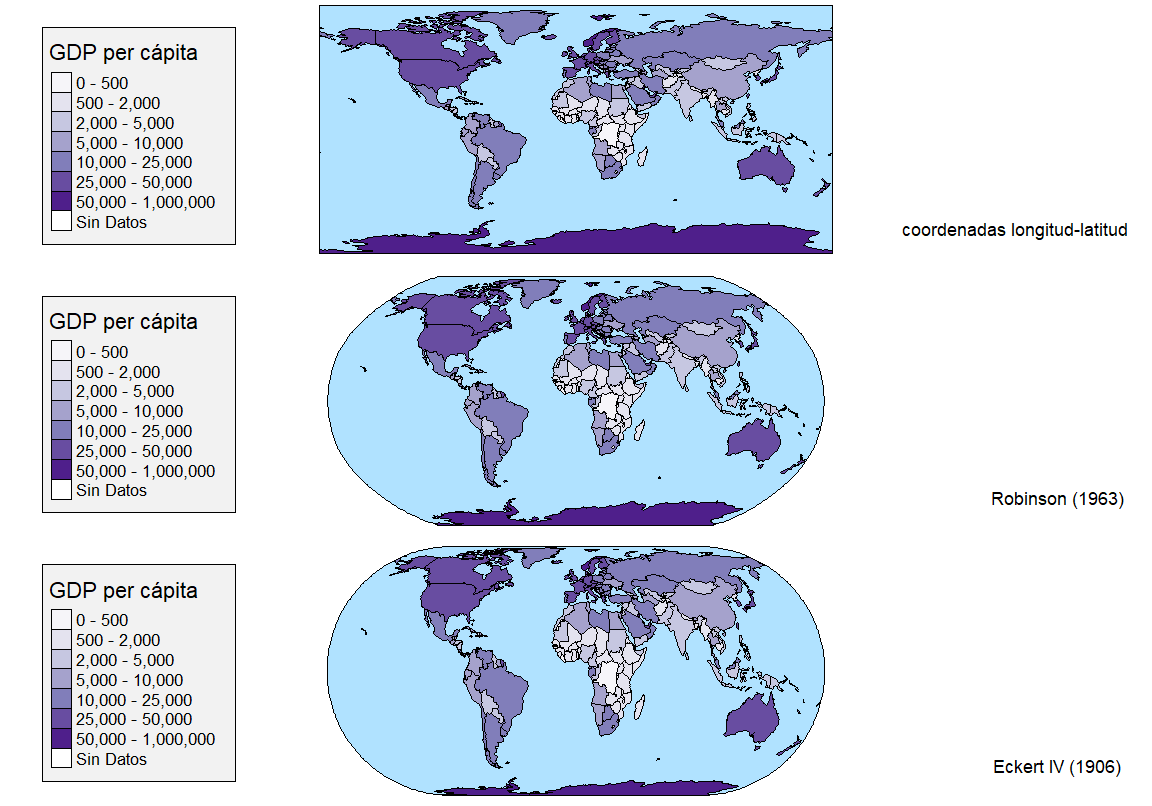 GDP per cápita
0 - 500
500 - 2,000
2,000 - 5,000
5,000 - 10,000
10,000 - 25,000
25,000 - 50,000
50,000 - 1,000,000
Sin Datos
coordenadas longitud-latitud
GDP per cápita
0 - 500
500 - 2,000
2,000 - 5,000
5,000 - 10,000
10,000 - 25,000
25,000 - 50,000
50,000 - 1,000,000
Sin Datos
Robinson (1963)
GDP per cápita
0 - 500
500 - 2,000
2,000 - 5,000
5,000 - 10,000
10,000 - 25,000
25,000 - 50,000
50,000 - 1,000,000
Sin Datos
Eckert IV (1906)